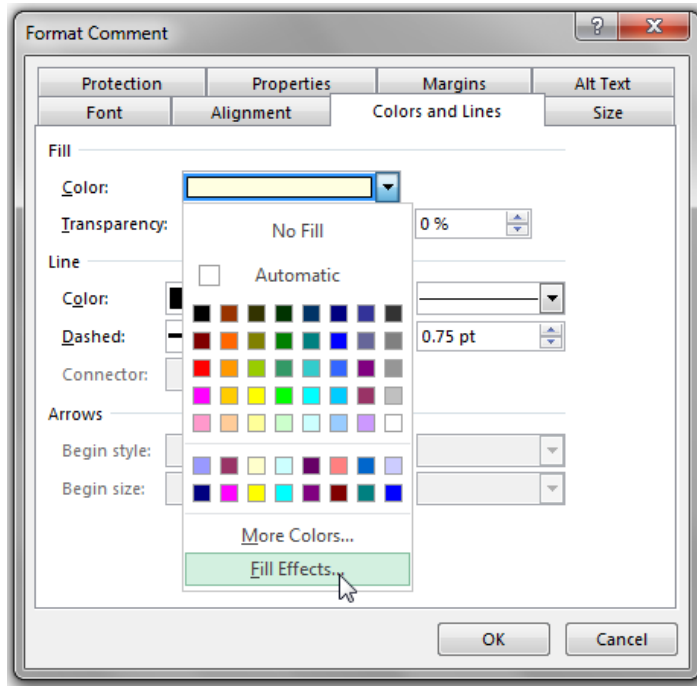 Format Comment
?
Protection Properties Margins Alt Text
Font Alignment Colors and Lines Size
Fill
Color:
Transparency: 0 %
No Fill
Line
Automatic
Color:
Dashed: 0.75 pt
Connector:
Arrows
Begin style:
Begin size:
More Colors...
Fill Effects...
OK Cancel